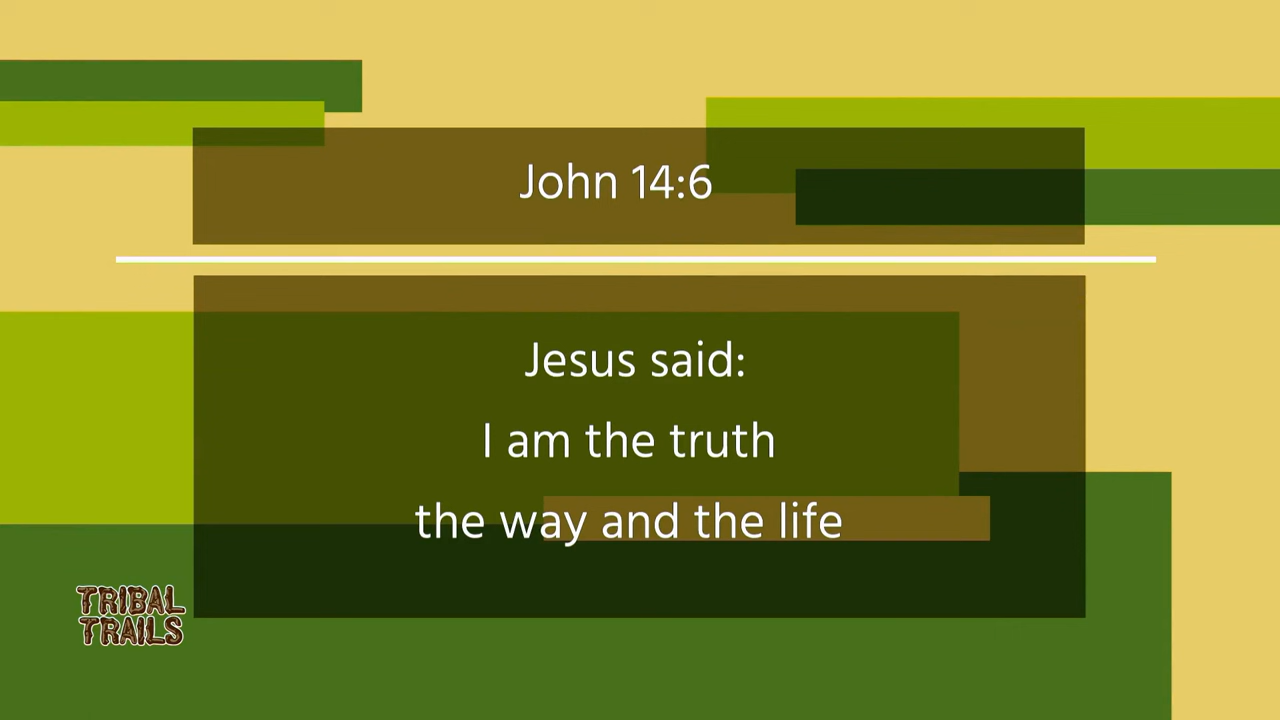 John 14:6
Jesus said:
I am the truth
the way and the life
TRIBAL
TRAILS